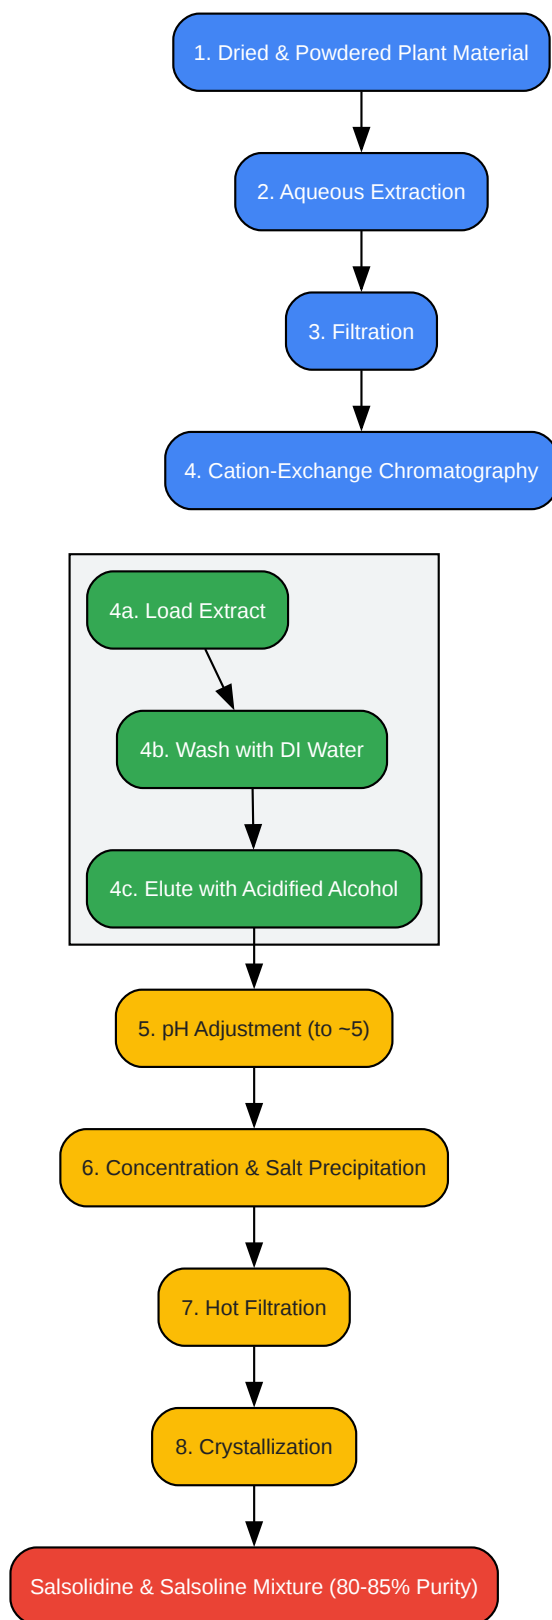 1. Dried & Powdered Plant Material
2. Aqueous Extraction
3. Filtration
4. Cation-Exchange Chromatography
4a. Load Extract
4b. Wash with DI Water
4c. Elute with Acidified Alcohol
5. pH Adjustment (to ~5)
6. Concentration & Salt Precipitation
7. Hot Filtration
8. Crystallization
Salsolidine & Salsoline Mixture (80-85% Purity)